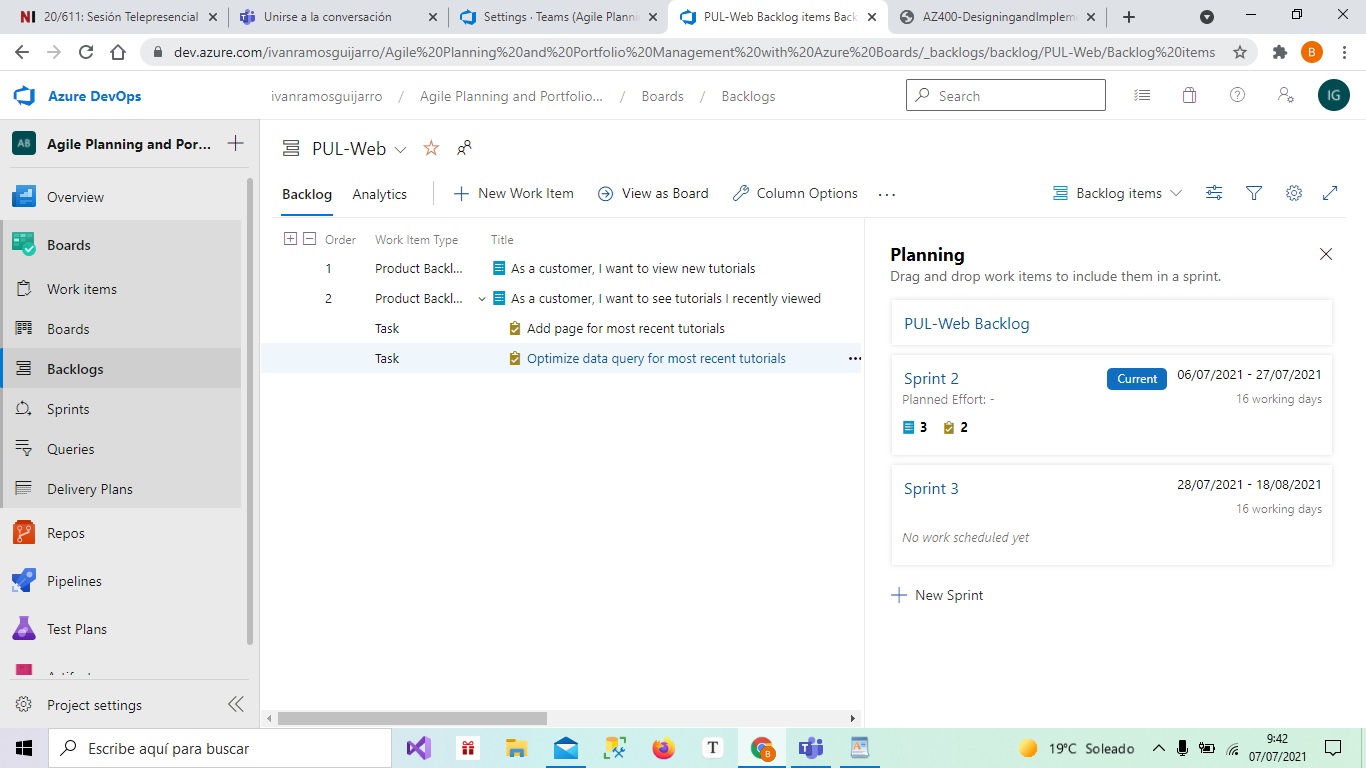 20/611: Sesión Telepresencial
Unirse a la conversación
Settings · Teams (Agile Planni
PUL-Web Backlog items Back
AZ400-DesigningandImpleme
dev.azure.com/ivanramosguijarro/Agile%20Planning%20and%20Portfolio%20Management%20with%20Azure%20Boards/_backlogs/backlog/PUL-Web/Backlog%20items
B
Azure DevOps
ivanramosguijarro / Agile Planning and Portfolio... / Boards / Backlogs
Search
IG
AB Agile Planning and Por...
Overview
Boards
Work items
Boards
Backlogs
Sprints
Queries
Delivery Plans
Repos
Pipelines
Test Plans
Project settings
PUL-Web
Backlog Analytics New Work Item View as Board Column Options ... Backlog items
Order Work Item Type Title
1 Product Backl... As a customer, I want to view new tutorials
2 Product Backl... As a customer, I want to see tutorials I recently viewed
Task Add page for most recent tutorials
Task Optimize data query for most recent tutorials ...
Planning
Drag and drop work items to include them in a sprint.
PUL-Web Backlog
Sprint 2 Current 06/07/2021 - 27/07/2021
Planned Effort: - 16 working days
3 2
Sprint 3 28/07/2021 - 18/08/2021
16 working days
No work scheduled yet
New Sprint
Escribe aquí para buscar
T
B
19°C Soleado
9:42
07/07/2021